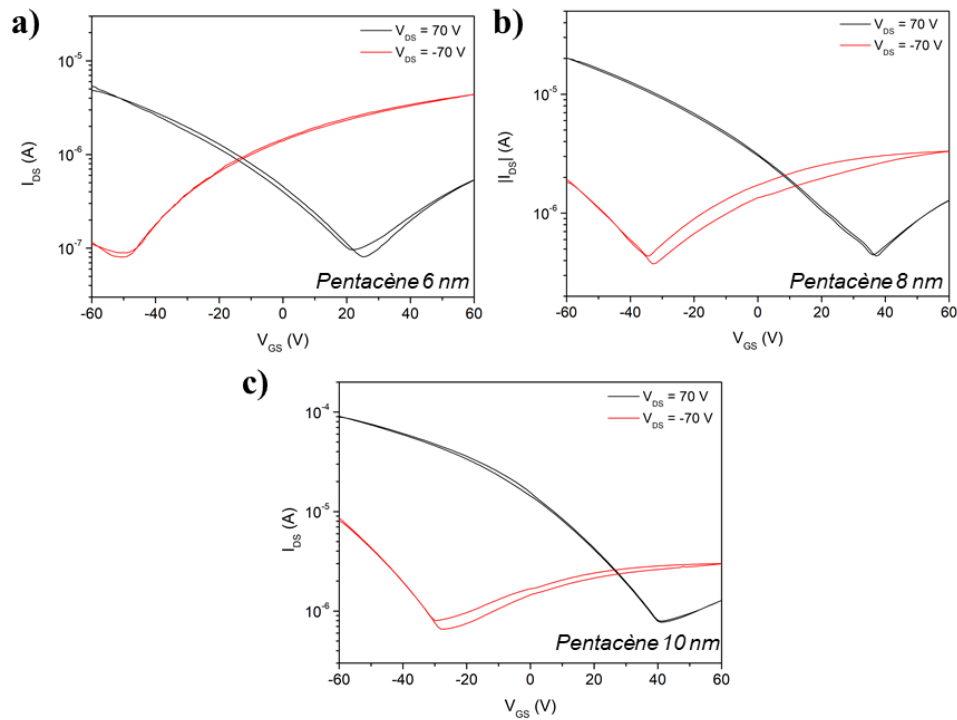 a)
V_DS = 70 V
V_DS = -70 V
10^-5
10^-6
10^-7
I_DS (A)
Pentacène 6 nm
-60 -40 -20 0 20 40 60
V_GS (V)
b)
V_DS = 70 V
V_DS = -70 V
10^-5
10^-6
|I_DS| (A)
Pentacène 8 nm
-60 -40 -20 0 20 40 60
V_GS (V)
c)
10^-4
V_DS = 70 V
V_DS = -70 V
10^-5
10^-6
I_DS (A)
Pentacène 10 nm
-60 -40 -20 0 20 40 60
V_GS (V)